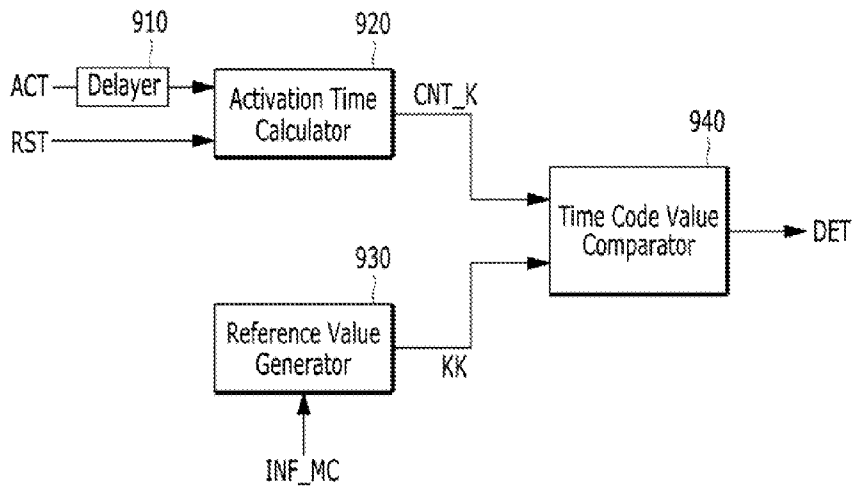 910
920
ACT
Delayer
Activation Time
Calculator
CNT_K
RST
940
Time Code Value
Comparator
DET
930
Reference Value
Generator
KK
INF_MC